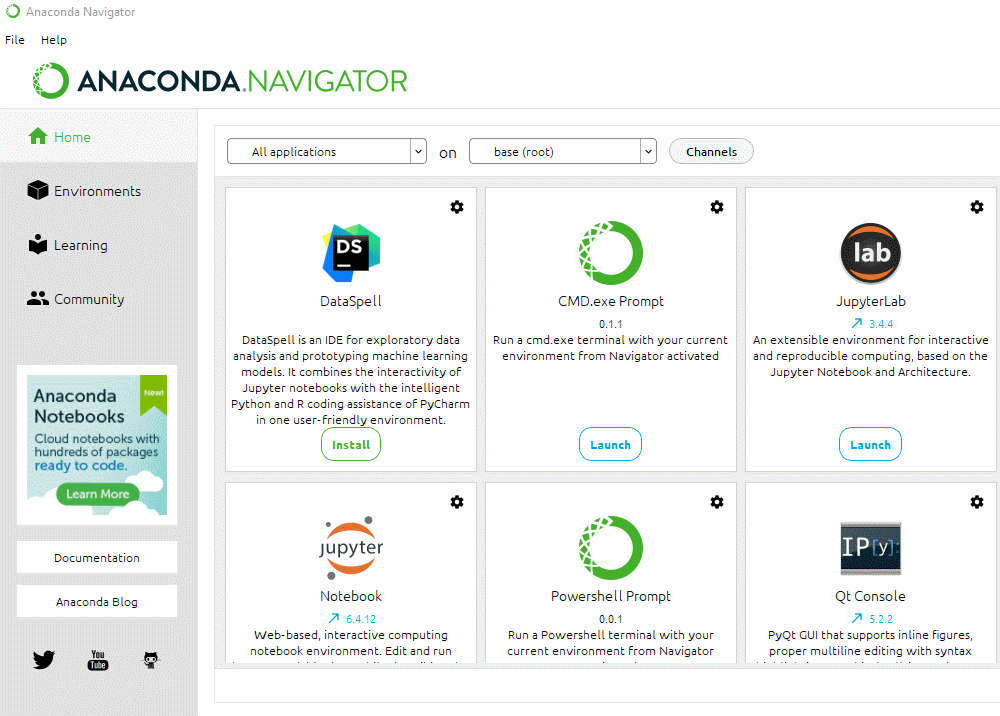 Anaconda Navigator
File Help
ANACONDA.NAVIGATOR
Home
Environments
Learning
Community
Anaconda
Notebooks
New!
Cloud notebooks with
hundreds of packages
ready to code.
Learn More
Documentation
Anaconda Blog
You
Tube
All applications on base (root) Channels
DS
DataSpell
DataSpell is an IDE for exploratory data
analysis and prototyping machine learning
models. It combines the interactivity of
Jupyter notebooks with the intelligent
Python and R coding assistance of PyCharm
in one user-friendly environment.
Install
CMD.exe Prompt
0.1.1
Run a cmd.exe terminal with your current
environment from Navigator activated
Launch
lab
JupyterLab
3.4.4
An extensible environment for interactive
and reproducible computing, based on the
Jupyter Notebook and Architecture.
Launch
jupyter
Notebook
6.4.12
Web-based, interactive computing
notebook environment. Edit and run
Powershell Prompt
0.0.1
Run a Powershell terminal with your
current environment from Navigator
IP[y]:
Qt Console
5.2.2
PyQt GUI that supports inline figures,
proper multiline editing with syntax